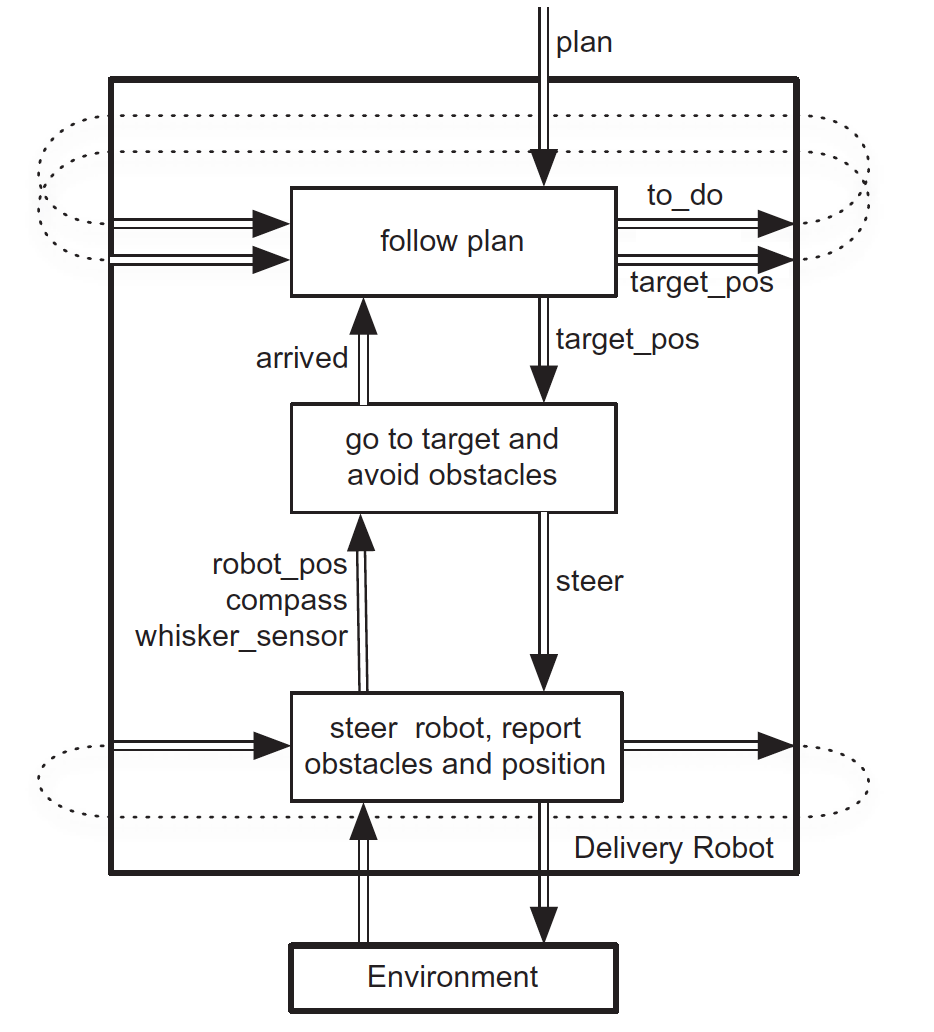 plan
to_do
follow plan
target_pos
target_pos
arrived
go to target and
avoid obstacles
robot_pos
compass
whisker_sensor
steer
steer robot, report
obstacles and position
Delivery Robot
Environment